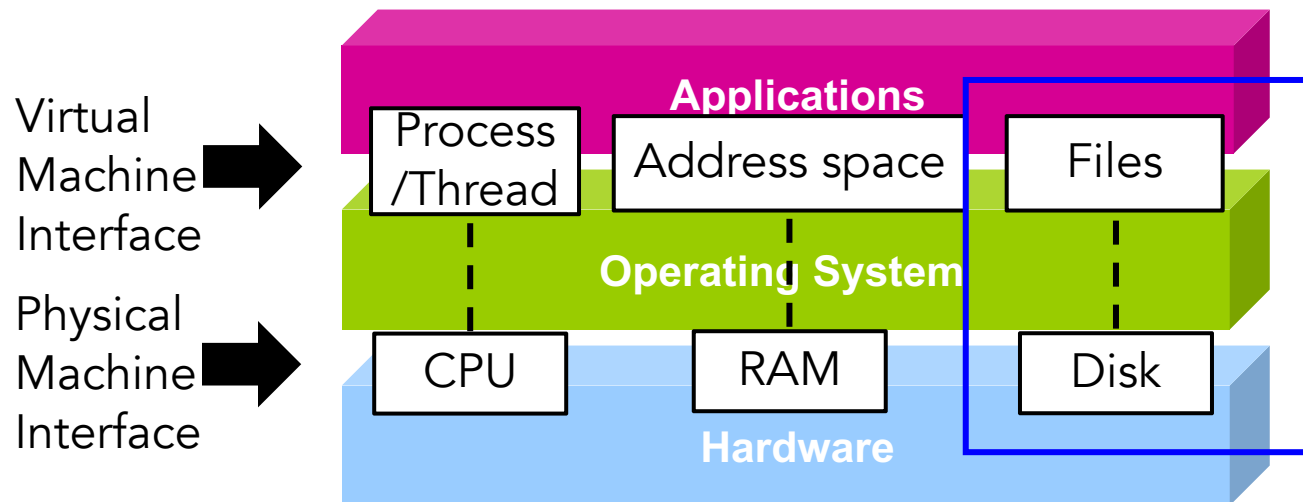 Applications
Virtual
Machine
Interface
Process
/Thread
Address space
Files
Operating System
Physical
Machine
Interface
CPU
RAM
Disk
Hardware